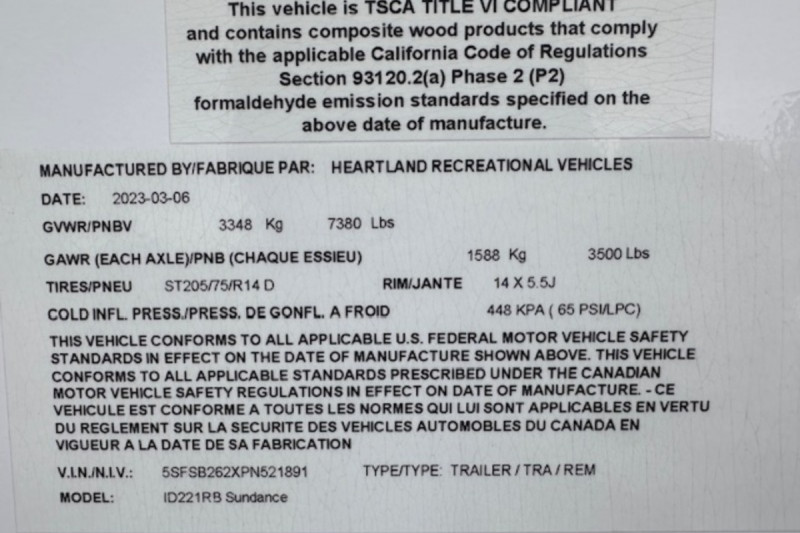 This vehicle is TSCA TITLE VI COMPLIANT
and contains composite wood products that comply
with the applicable California Code of Regulations
Section 93120.2(a) Phase 2 (P2)
formaldehyde emission standards specified on the
above date of manufacture.
MANUFACTURED BY/FABRIQUE PAR: HEARTLAND RECREATIONAL VEHICLES
DATE: 2023-03-06
GVWR/PNBV 3348 Kg 7380 Lbs
GAWR (EACH AXLE)/PNB (CHAQUE ESSIEU) 1588 Kg 3500 Lbs
TIRES/PNEU ST205/75/R14 D RIM/JANTE 14 X 5.5J
COLD INFL. PRESS./PRESS. DE GONFL. A FROID 448 KPA ( 65 PSI/LPC)
THIS VEHICLE CONFORMS TO ALL APPLICABLE U.S. FEDERAL MOTOR VEHICLE SAFETY
STANDARDS IN EFFECT ON THE DATE OF MANUFACTURE SHOWN ABOVE. THIS VEHICLE
CONFORMS TO ALL APPLICABLE STANDARDS PRESCRIBED UNDER THE CANADIAN
MOTOR VEHICLE SAFETY REGULATIONS IN EFFECT ON DATE OF MANUFACTURE. - CE
VEHICULE EST CONFORME A TOUTES LES NORMES QUI LUI SONT APPLICABLES EN VERTU
DU REGLEMENT SUR LA SECURITE DES VEHICLES AUTOMOBLES DU CANADA EN
VIGUEUR A LA DATE DE SA FABRICATION
V.I.N./N.I.V.: 5SFSB262XPN521891 TYPE/TYPE: TRAILER / TRA / REM
MODEL: ID221RB Sundance